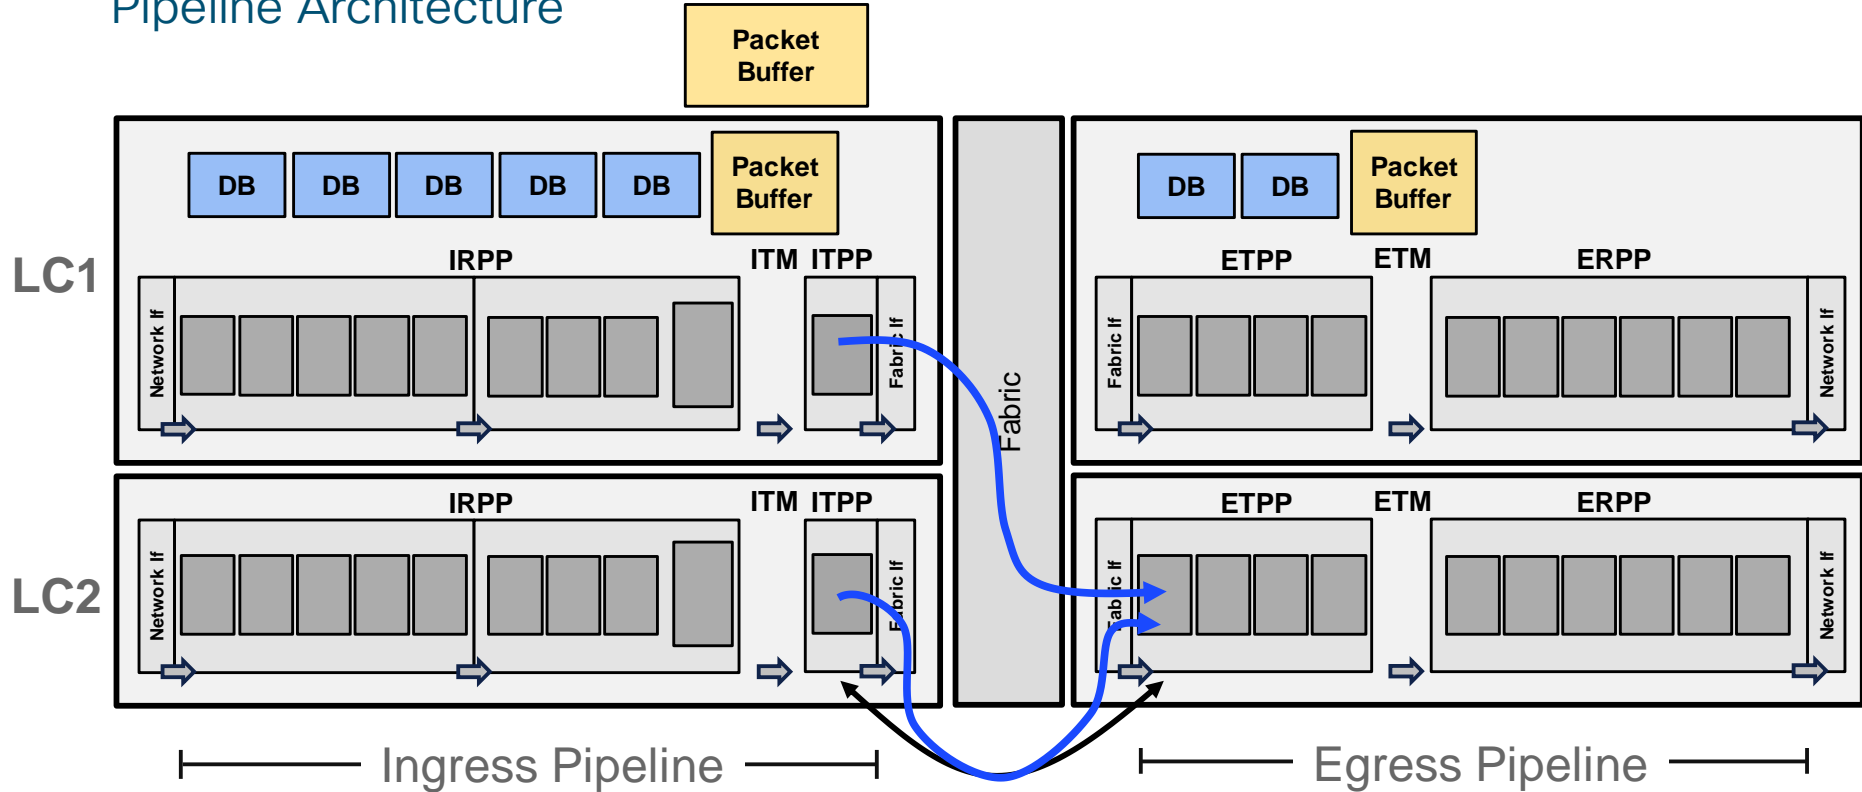 Pipeline Architecture
Packet
Buffer
DB DB DB DB DB
Packet
Buffer
DB DB
Packet
Buffer
LC1
IRPP ITM ITPP
ETPP ETM ERPP
Network If
Fabric If
Fabric
Fabric If
Network If
LC2
IRPP ITM ITPP
ETPP ETM ERPP
Network If
Fabric If
Fabric If
Network If
Ingress Pipeline
Egress Pipeline